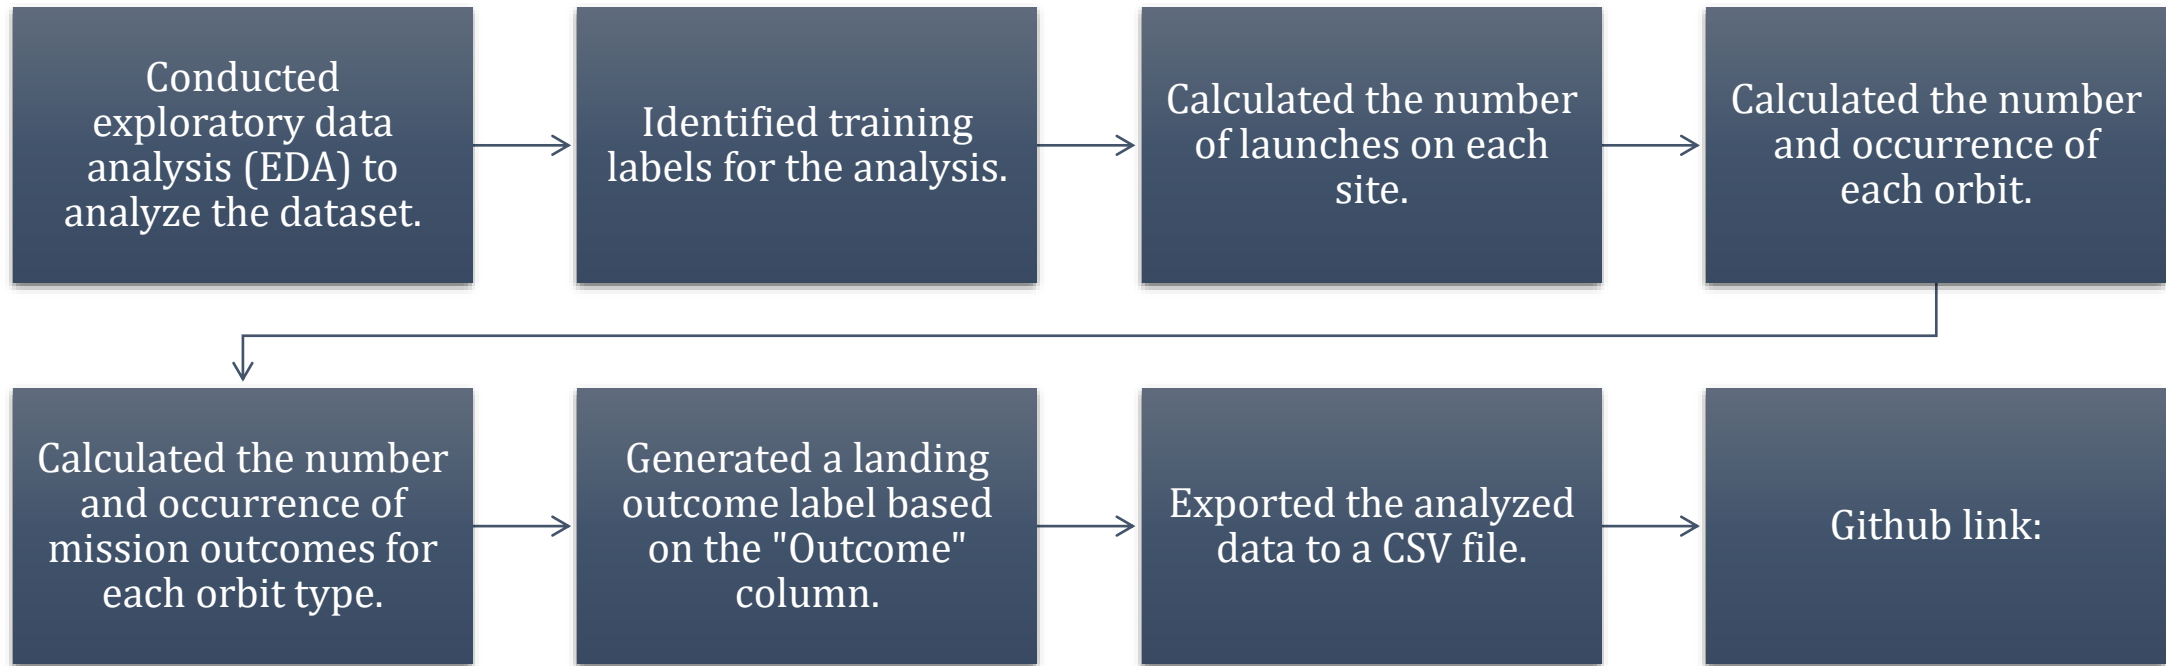 Conducted
exploratory data
analysis (EDA) to
analyze the dataset.
Identified training
labels for the analysis.
Calculated the number
of launches on each
site.
Calculated the number
and occurrence of
each orbit.
Calculated the number
and occurrence of
mission outcomes for
each orbit type.
Generated a landing
outcome label based
on the "Outcome"
column.
Exported the analyzed
data to a CSV file.
Github link: